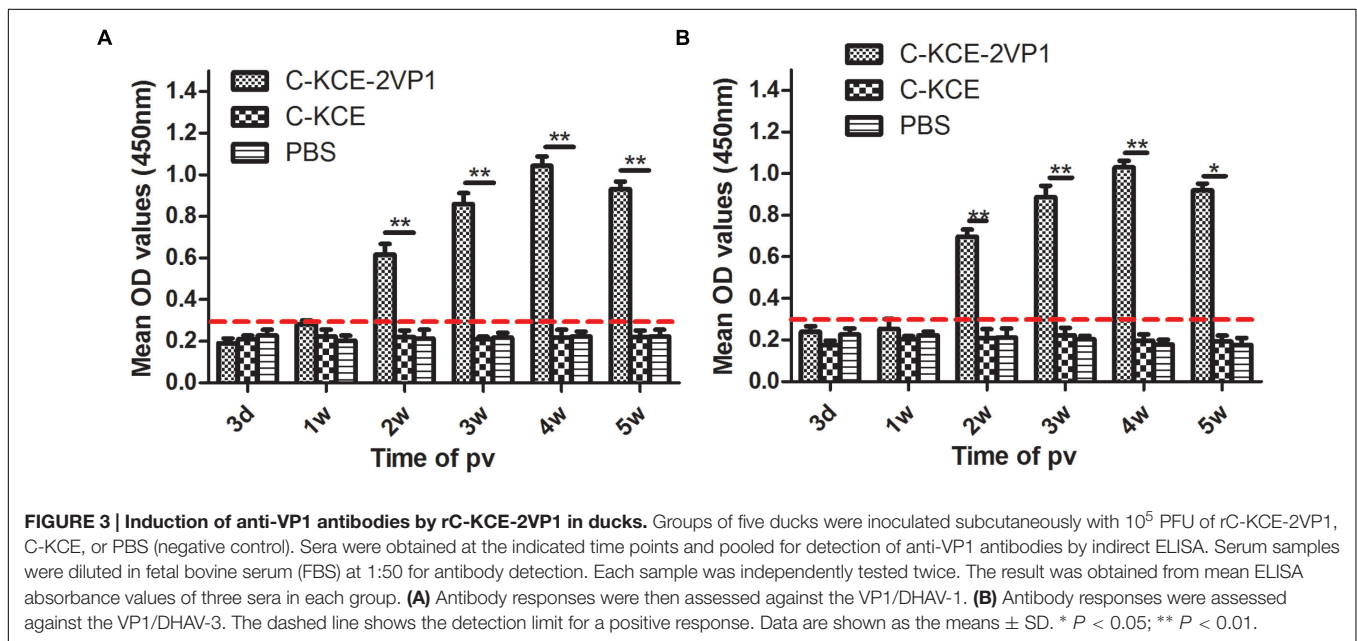 A
C-KCE-2VP1
C-KCE
PBS
Mean OD values (450nm)
1.4
1.2
1.0
0.8
0.6
0.4
0.2
0.0
**
**
**
**
3d
1w
2w
3w
4w
5w
Time of pv
B
C-KCE-2VP1
C-KCE
PBS
Mean OD values (450nm)
1.4
1.2
1.0
0.8
0.6
0.4
0.2
0.0
**
**
**
*
3d
1w
2w
3w
4w
5w
Time of pv
FIGURE 3 | Induction of anti-VP1 antibodies by rC-KCE-2VP1 in ducks. Groups of five ducks were inoculated subcutaneously with 10⁵ PFU of rC-KCE-2VP1,
C-KCE, or PBS (negative control). Sera were obtained at the indicated time points and pooled for detection of anti-VP1 antibodies by indirect ELISA. Serum samples
were diluted in fetal bovine serum (FBS) at 1:50 for antibody detection. Each sample was independently tested twice. The result was obtained from mean ELISA
absorbance values of three sera in each group. (A) Antibody responses were then assessed against the VP1/DHAV-1. (B) Antibody responses were assessed
against the VP1/DHAV-3. The dashed line shows the detection limit for a positive response. Data are shown as the means ± SD. * P < 0.05; ** P < 0.01.